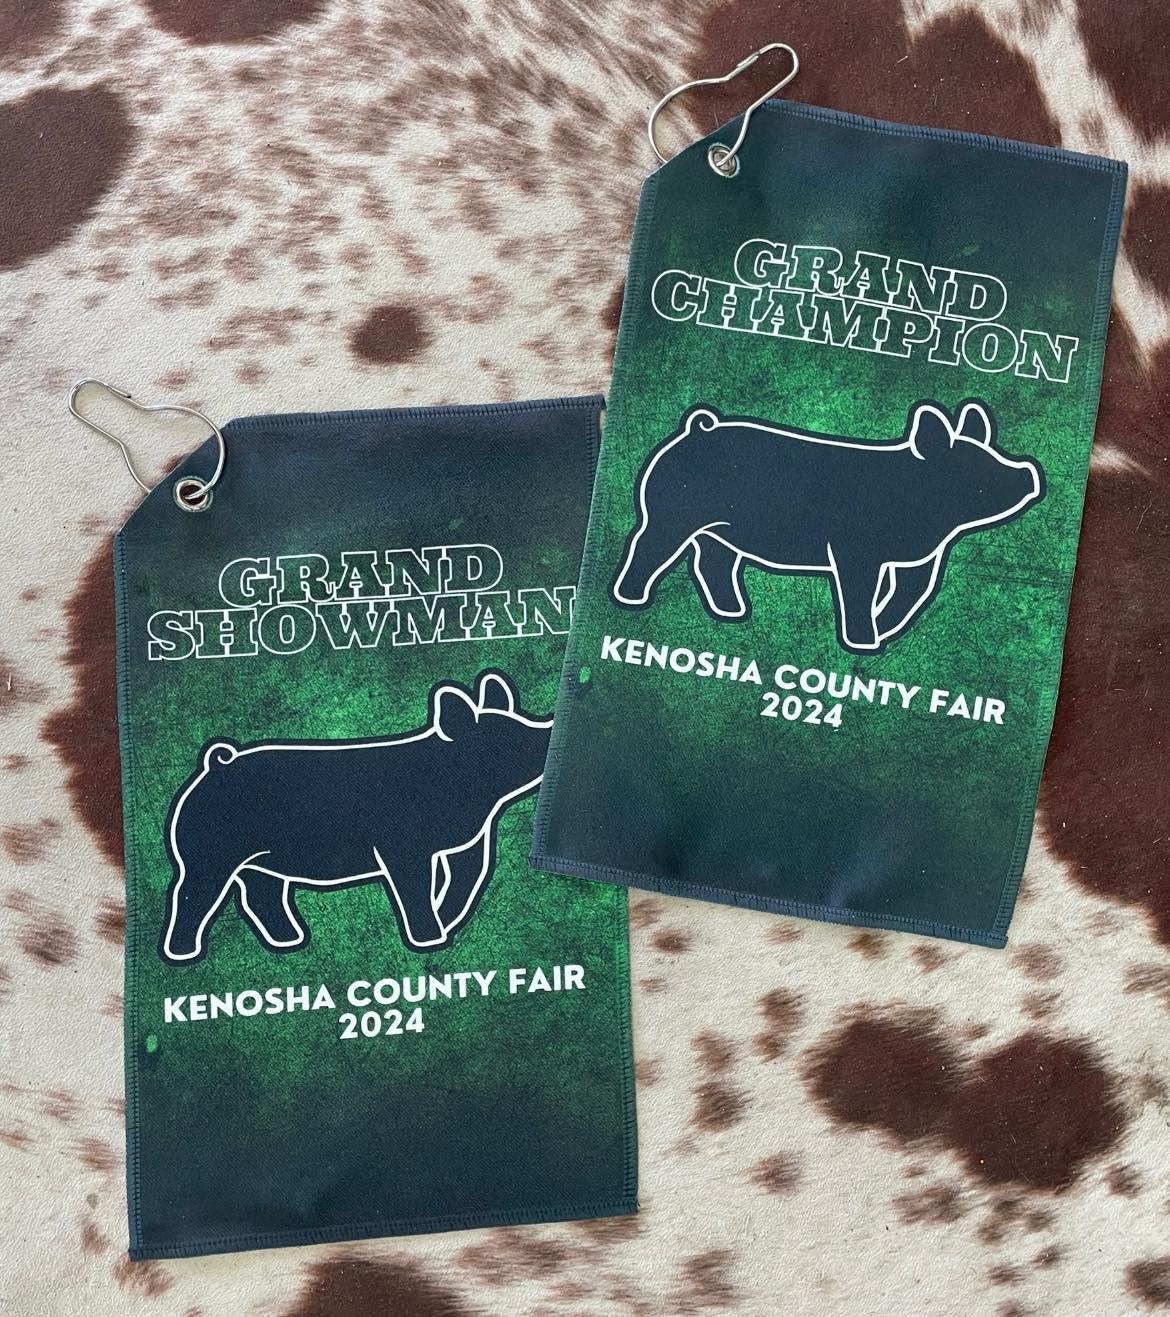 GRAND
CHAMPION
KENOSHA COUNTY FAIR
2024
GRAND
SHOWMAN
KENOSHA COUNTY FAIR
2024